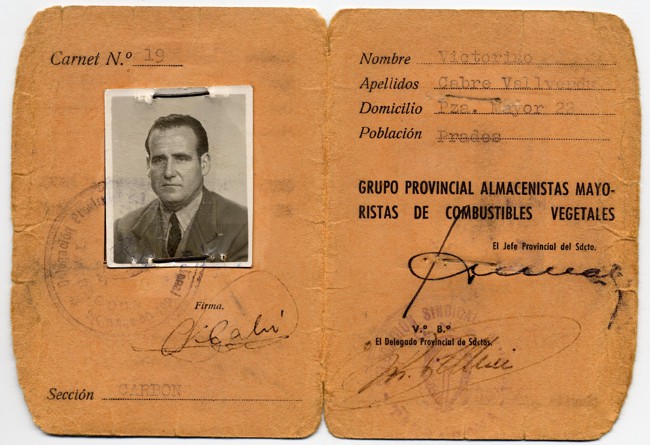 Carnet N.º 19
Firma.
Sección CARBON
Nombre Victorino
Apellidos Cabre
Domicilio Pza. Mayor 22
Población Prades
GRUPO PROVINCIAL ALMACENISTAS MAYO-
RISTAS DE COMBUSTIBLES VEGETALES
El Jefe Provincial del Sdcto.
V.º B.º
El Delegado Provincial de Sdctos.